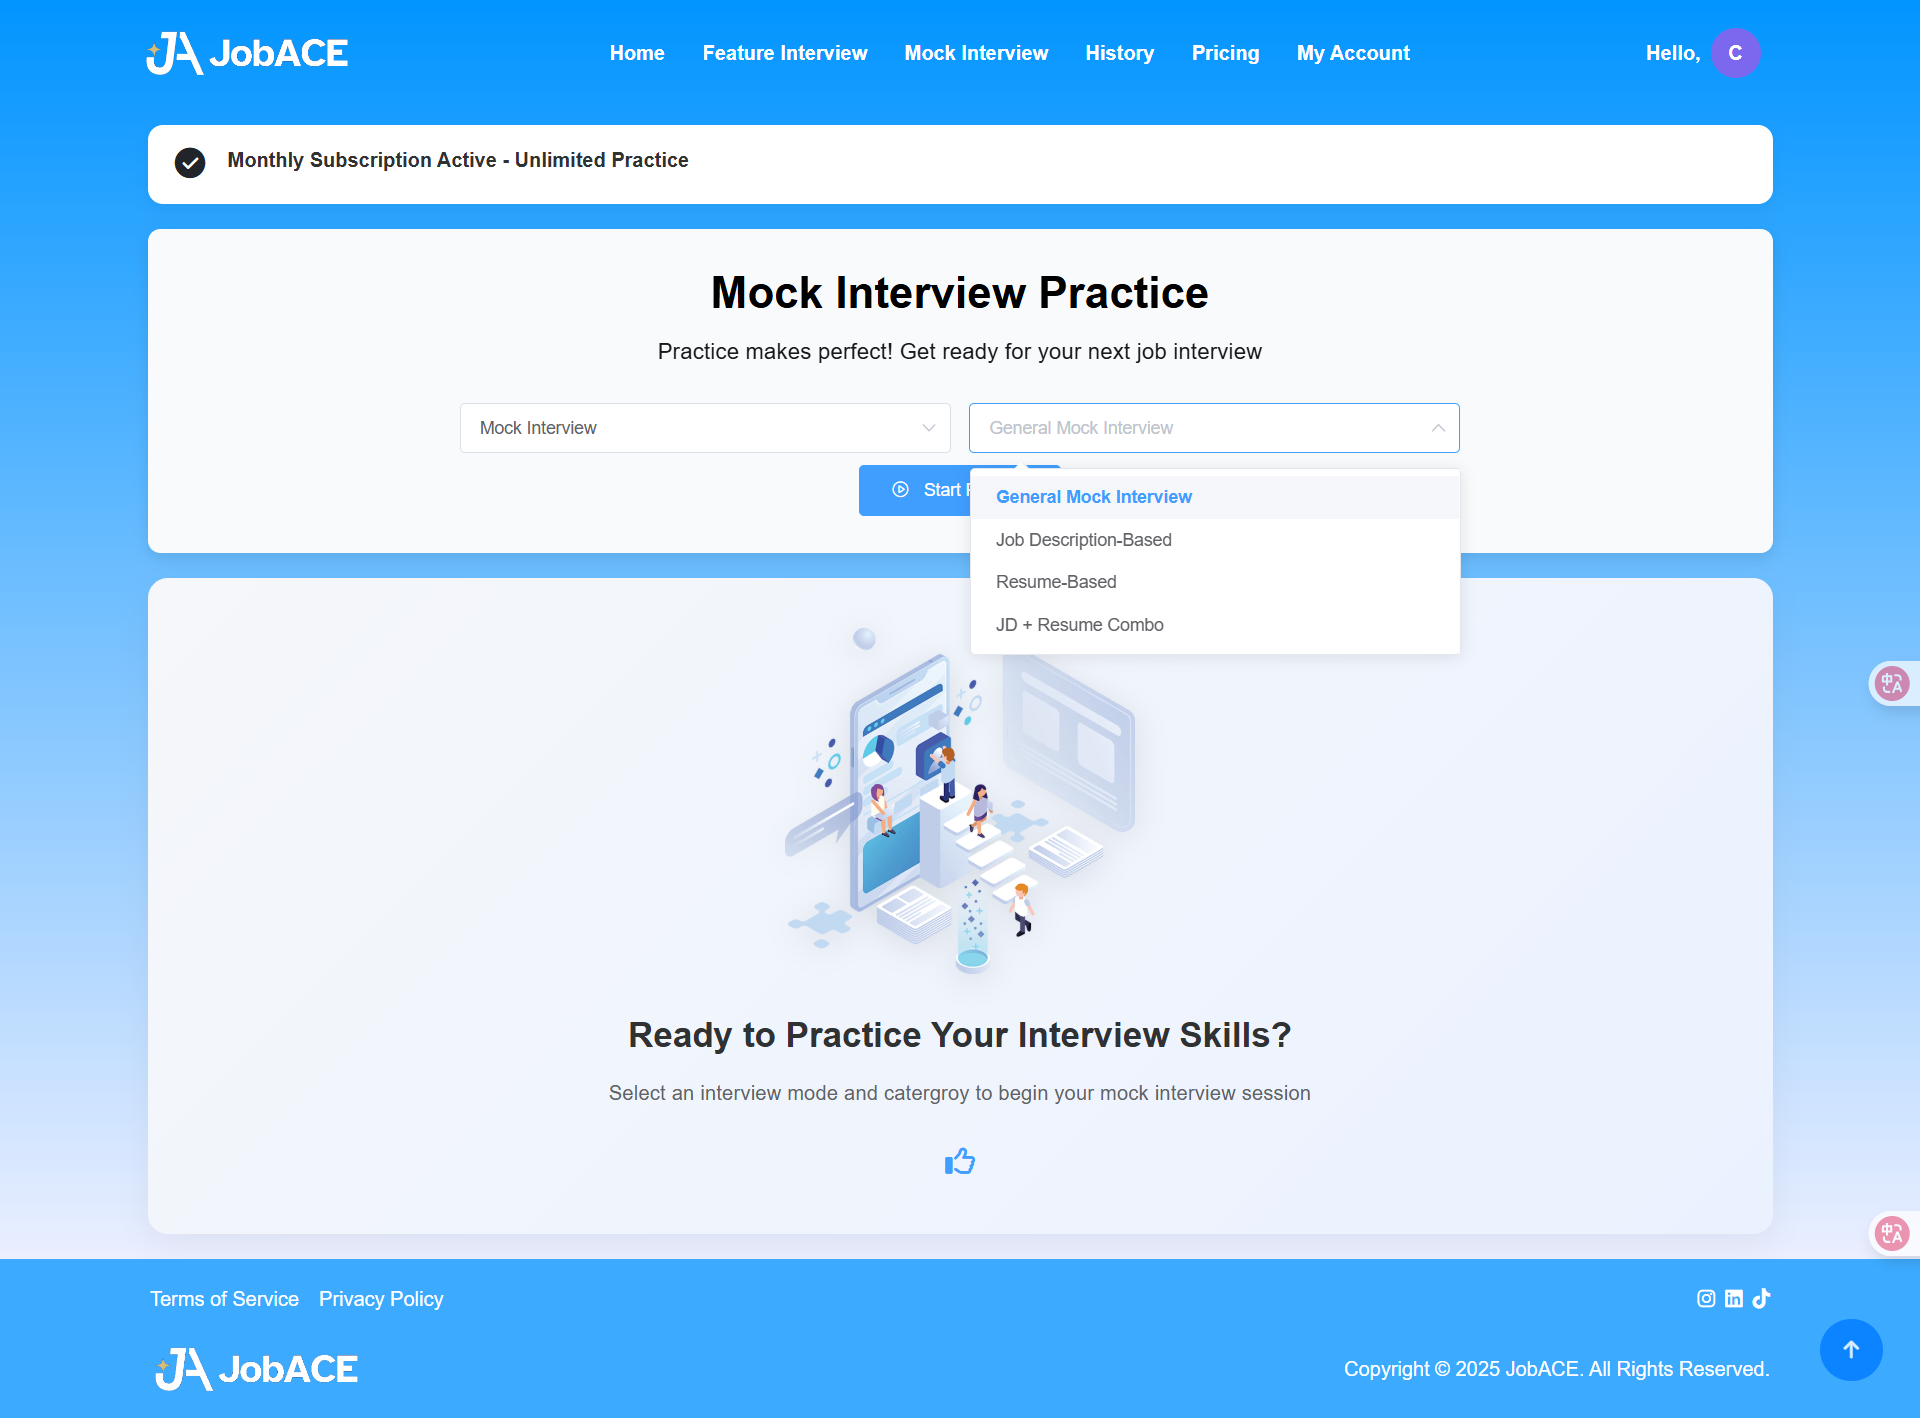 JobACE
Home Feature Interview Mock Interview History Pricing My Account
Hello, C
Monthly Subscription Active - Unlimited Practice
Mock Interview Practice
Practice makes perfect! Get ready for your next job interview
Mock Interview
General Mock Interview
Start
General Mock Interview
Job Description-Based
Resume-Based
JD + Resume Combo
中A
Ready to Practice Your Interview Skills?
Select an interview mode and catergroy to begin your mock interview session
中A
Terms of Service Privacy Policy
JobACE
Copyright © 2025 JobACE. All Rights Reserved.